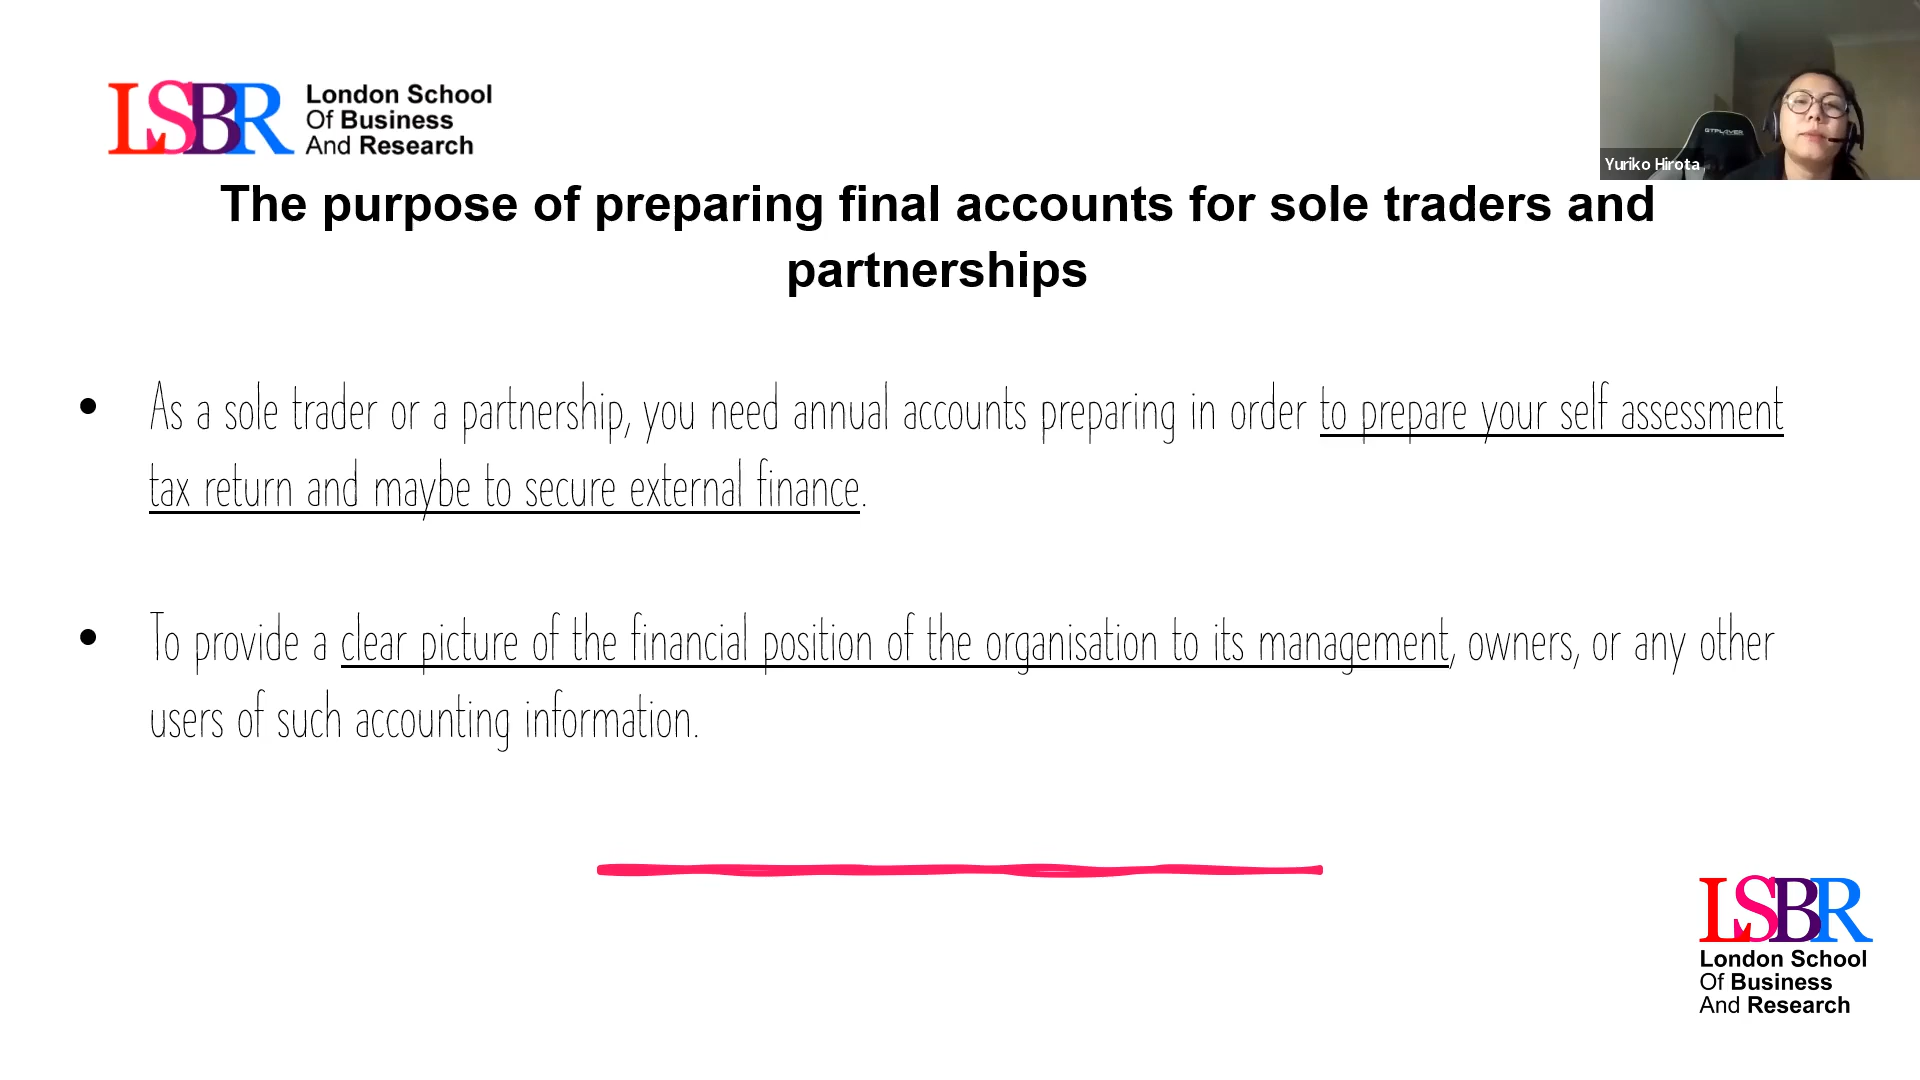 LSBR
London School
Of Business
And Research
GTPLAYER
Yuriko Hirota
The purpose of preparing final accounts for sole traders and
partnerships
• As a sole trader or a partnership, you need annual accounts preparing in order to prepare your self assessment
tax return and maybe to secure external finance.
• To provide a clear picture of the financial position of the organisation to its management, owners, or any other
users of such accounting information.
LSBR
London School
Of Business
And Research